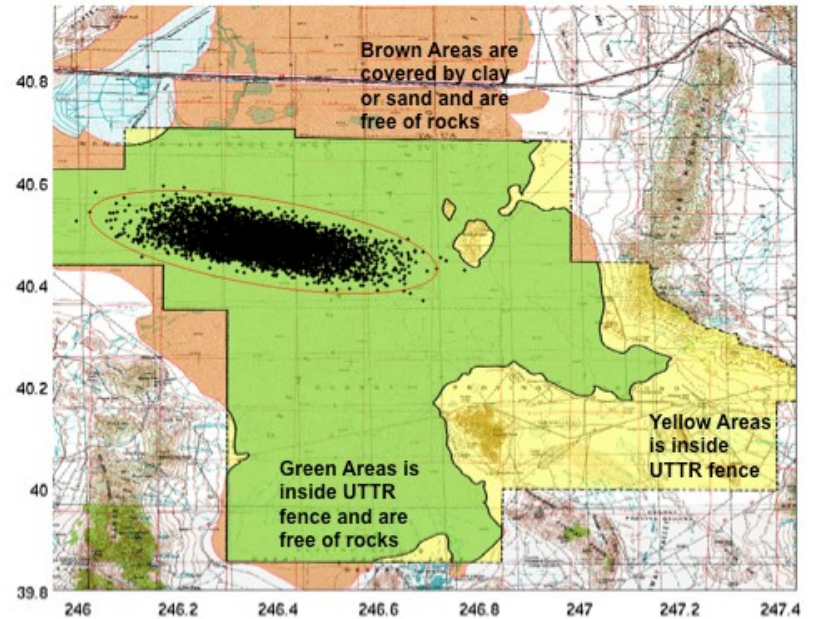 Brown Areas are
covered by clay
or sand and are
free of rocks
40.8
40.6
40.4
40.2
Yellow Areas
is inside
UTTR fence
Green Areas is
inside UTTR
fence and are
free of rocks
40
39.8
246
246.2
246.4
246.6
246.8
247
247.2
247.4